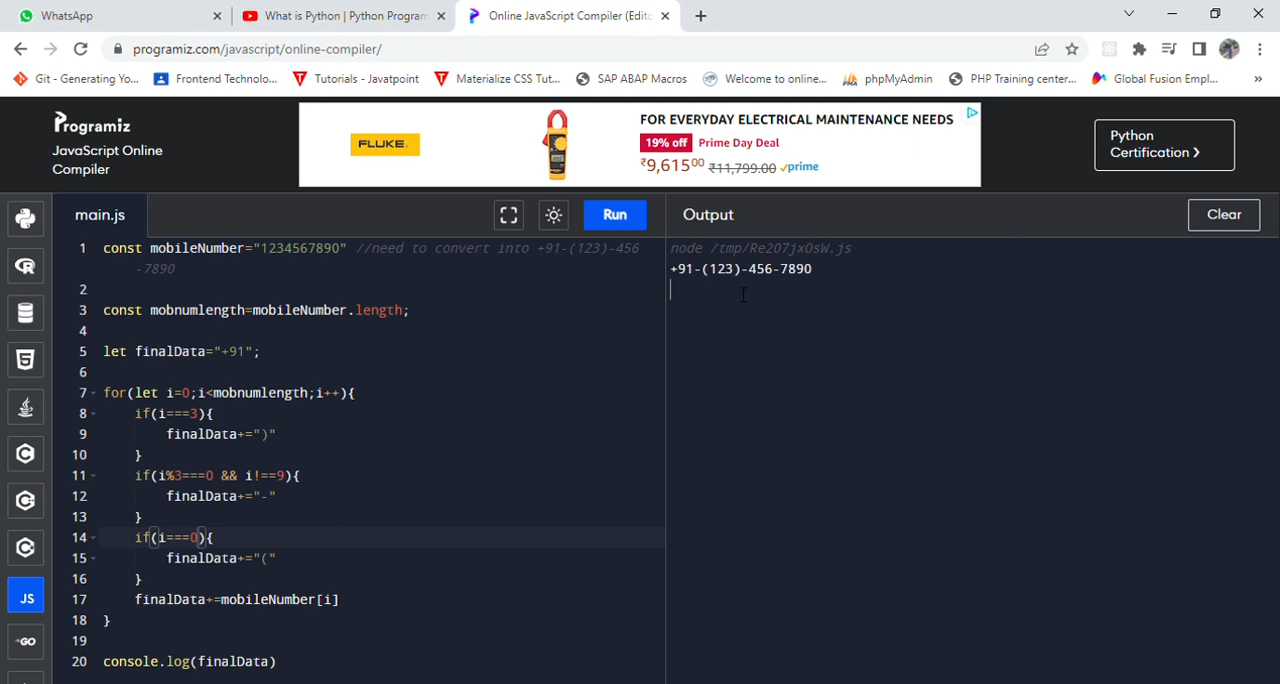 WhatsApp
What is Python | Python Program
Online JavaScript Compiler (Edito
programiz.com/javascript/online-compiler/
Git - Generating Yo...
Frontend Technolo...
Tutorials - Javatpoint
Materialize CSS Tut...
SAP ABAP Macros
Welcome to online...
phpMyAdmin
PHP Training center...
Global Fusion Empl...
»
Programiz
JavaScript Online
Compiler
FLUKE.
FOR EVERYDAY ELECTRICAL MAINTENANCE NEEDS
19% off Prime Day Deal
₹9,61500 ₹11,799.00 prime
Python
Certification >
main.js
Run
Output
Clear
1 const mobileNumber="1234567890" //need to convert into +91-(123)-456
-7890
2
3 const mobnumlength=mobileNumber.length;
4
5 let finalData="+91";
6
7 for(let i=0;i<mobnumlength;i++){
8 if(i===3){
9 finalData+=")"
10 }
11 if(i%3===0 && i!==9){
12 finalData+="-"
13 }
14 if(i===0){
15 finalData+="("
16 }
17 finalData+=mobileNumber[i]
18 }
19
20 console.log(finalData)
node /tmp/Re207jxOsW.js
+91-(123)-456-7890
JS
GO